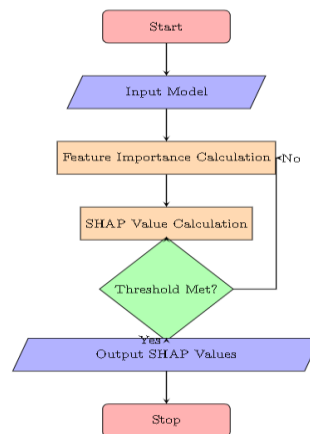 Start
Input Model
Feature Importance Calculation
No
SHAP Value Calculation
Threshold Met?
Yes
Output SHAP Values
Stop